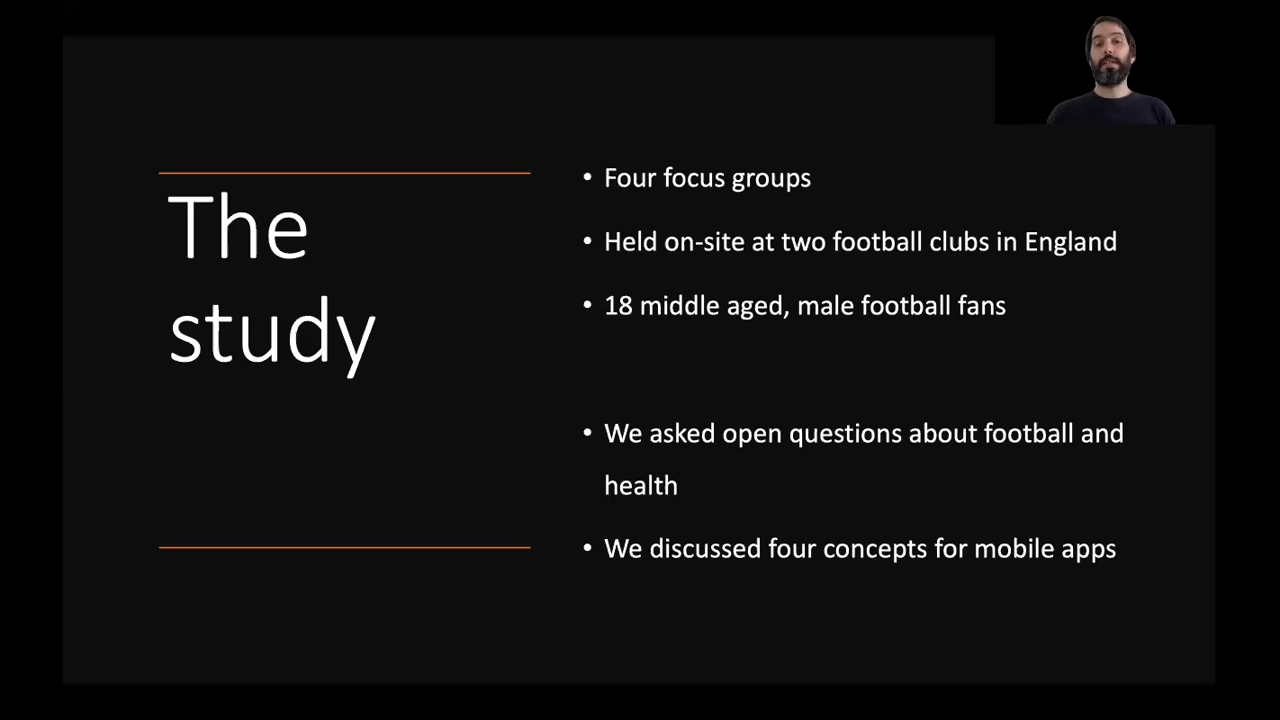 The
study
• Four focus groups
• Held on-site at two football clubs in England
• 18 middle aged, male football fans
• We asked open questions about football and
health
• We discussed four concepts for mobile apps